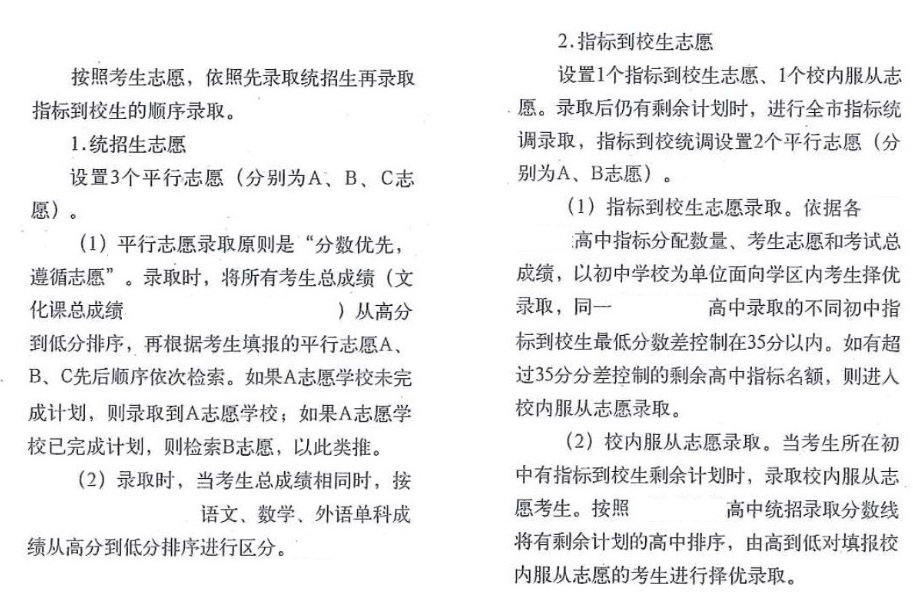 按照考生志愿，依照先录取统招生再录取
指标到校生的顺序录取。
1.统招生志愿
设置3个平行志愿（分别为A、B、C志
愿）。
（1）平行志愿录取原则是“分数优先，
遵循志愿”。录取时，将所有考生总成绩（文
化课总成绩 ）从高分
到低分排序，再根据考生填报的平行志愿A、
B、C先后顺序依次检索。如果A志愿学校未完
成计划，则录取到A志愿学校；如果A志愿学
校已完成计划，则检索B志愿，以此类推。
（2）录取时，当考生总成绩相同时，按
语文、数学、外语单科成
绩从高分到低分排序进行区分。
2.指标到校生志愿
设置1个指标到校生志愿、1个校内服从志
愿。录取后仍有剩余计划时，进行全市指标统
调录取，指标到校统调设置2个平行志愿（分
别为A、B志愿）。
（1）指标到校生志愿录取。依据各
高中指标分配数量、考生志愿和考试总
成绩，以初中学校为单位面向学区内考生择优
录取，同一 高中录取的不同初中指
标到校生最低分数差控制在35分以内。如有超
过35分分差控制的剩余高中指标名额，则进入
校内服从志愿录取。
（2）校内服从志愿录取。当考生所在初
中有指标到校生剩余计划时，录取校内服从志
愿考生。按照 高中统招录取分数线
将有剩余计划的高中排序，由高到低对填报校
内服从志愿的考生进行择优录取。